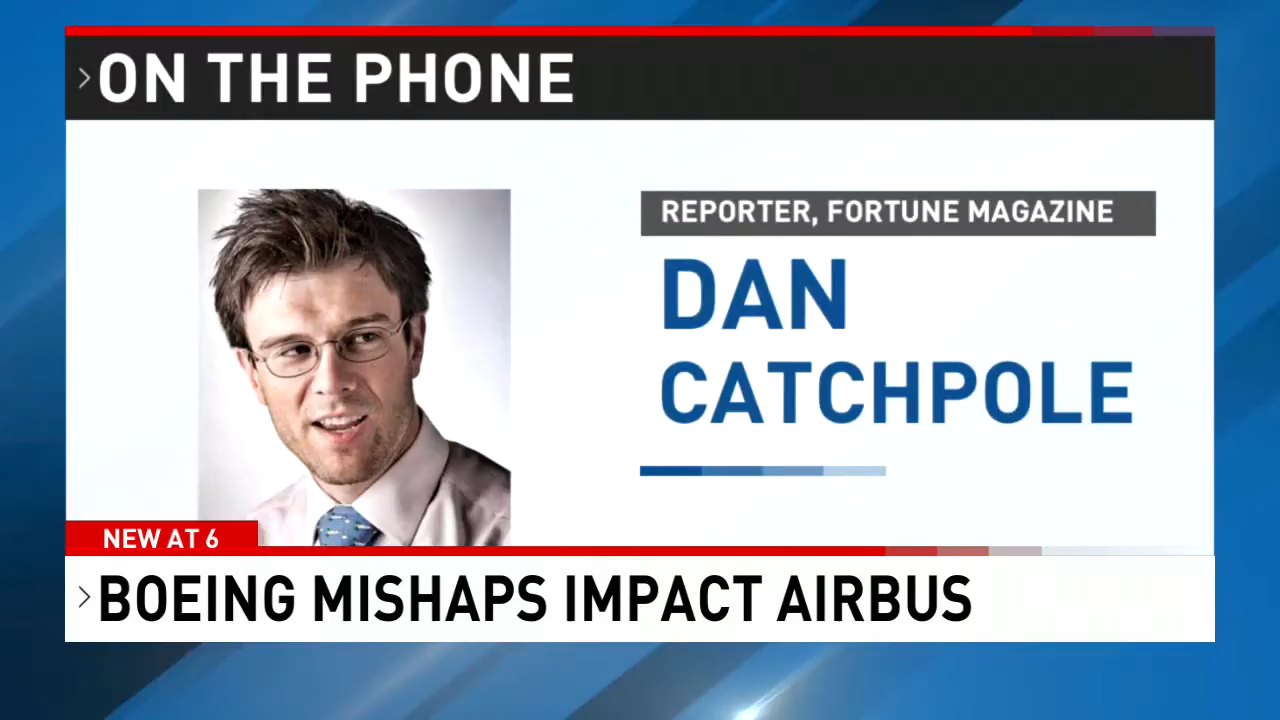 ON THE PHONE
REPORTER, FORTUNE MAGAZINE
DAN
CATCHPOLE
NEW AT 6
BOEING MISHAPS IMPACT AIRBUS